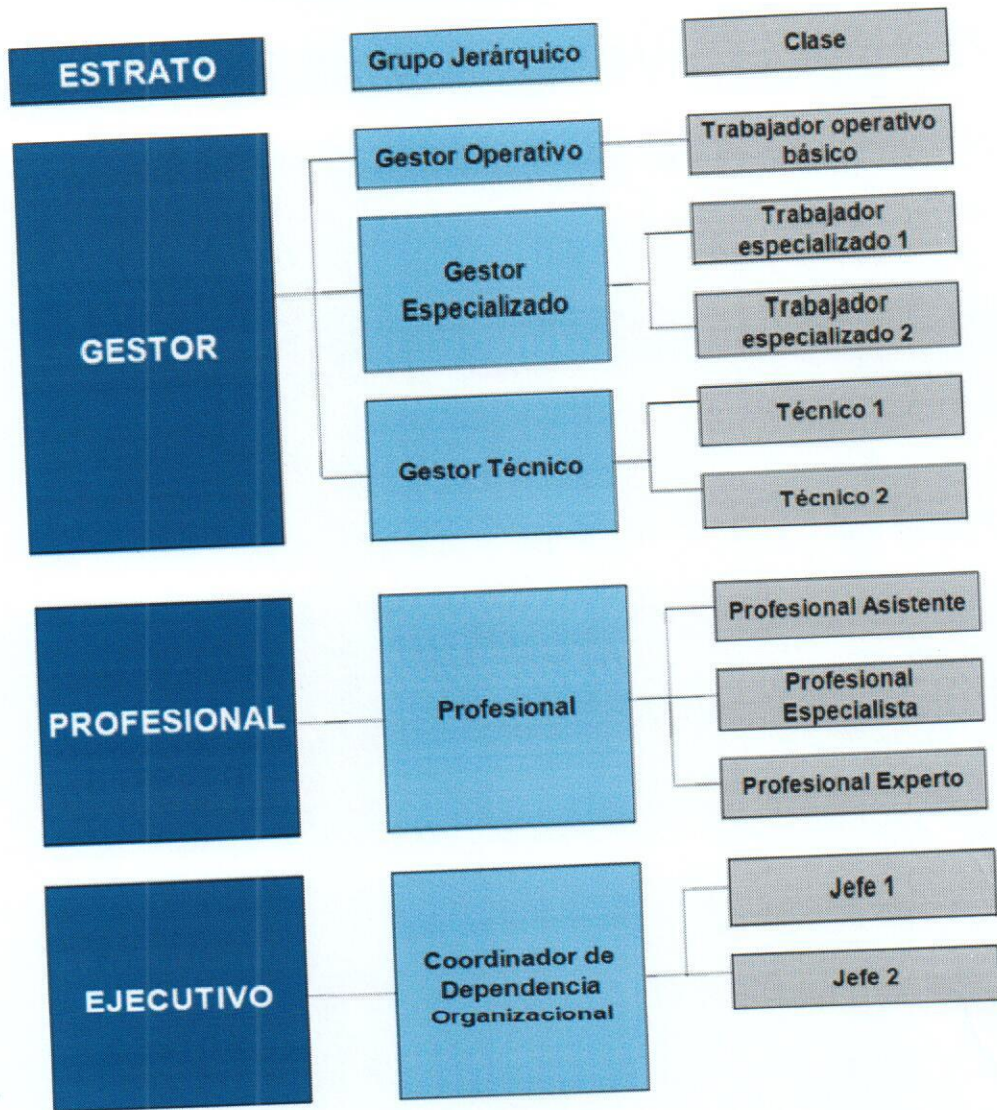 ESTRATO
Grupo Jerárquico
Clase
GESTOR
Gestor Operativo
Trabajador operativo
básico
Gestor
Especializado
Trabajador
especializado 1
Trabajador
especializado 2
Gestor Técnico
Técnico 1
Técnico 2
PROFESIONAL
Profesional
Profesional Asistente
Profesional
Especialista
Profesional Experto
EJECUTIVO
Coordinador de
Dependencia
Organizacional
Jefe 1
Jefe 2